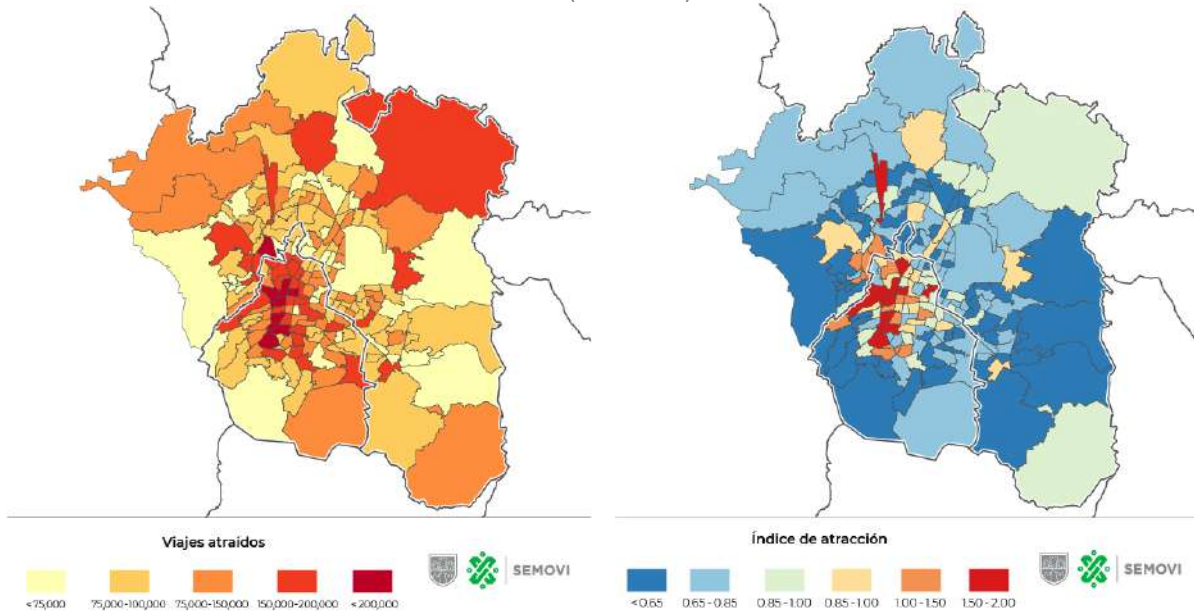 Viajes atraídos
<75,000
75,000-100,000
75,000-150,000
150,000-200,000
<200,000
SEMOVI
Índice de atracción
<0.65
0.65 - 0.85
0.85 - 1.00
0.85 - 1.00
1.00 - 1.50
1.50 - 2.00
SEMOVI